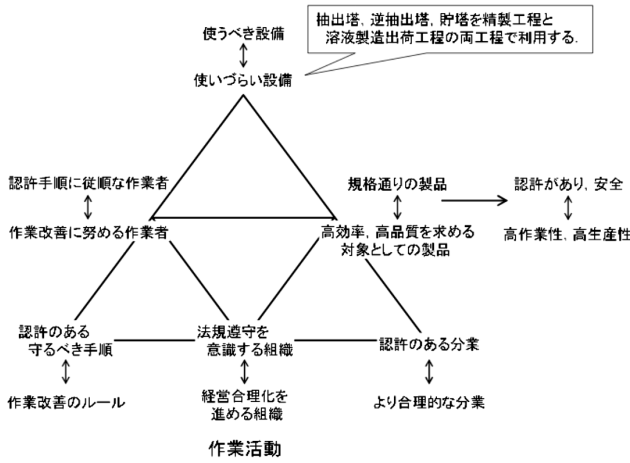 使うべき設備
抽出塔、逆抽出塔，貯塔を精製工程と
溶液製造出荷工程の両工程で利用する.
使いづらい設備
認許手順に従順な作業者
規格通りの製品
認許があり、安全
作業改善に努める作業者
高効率，高品質を求める
対象としての製品
高作業性，高生産性
認許のある
守るべき手順
法規遵守を
意識する組織
認許のある分業
作業改善のルール
経営合理化を
進める組織
より合理的な分業
作業活動